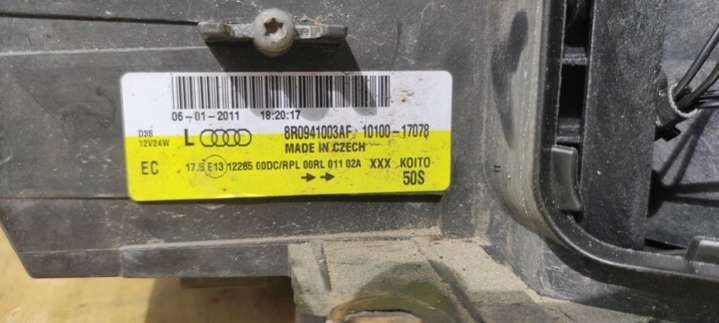 06-01-2011 18:20:17
D3S
12V24W
L 8R0941003AF 10100-17078
MADE IN CZECH
EC 17.5 E13 12285 00DC/RPL 00RL 011 02A XXX KOITO
50S